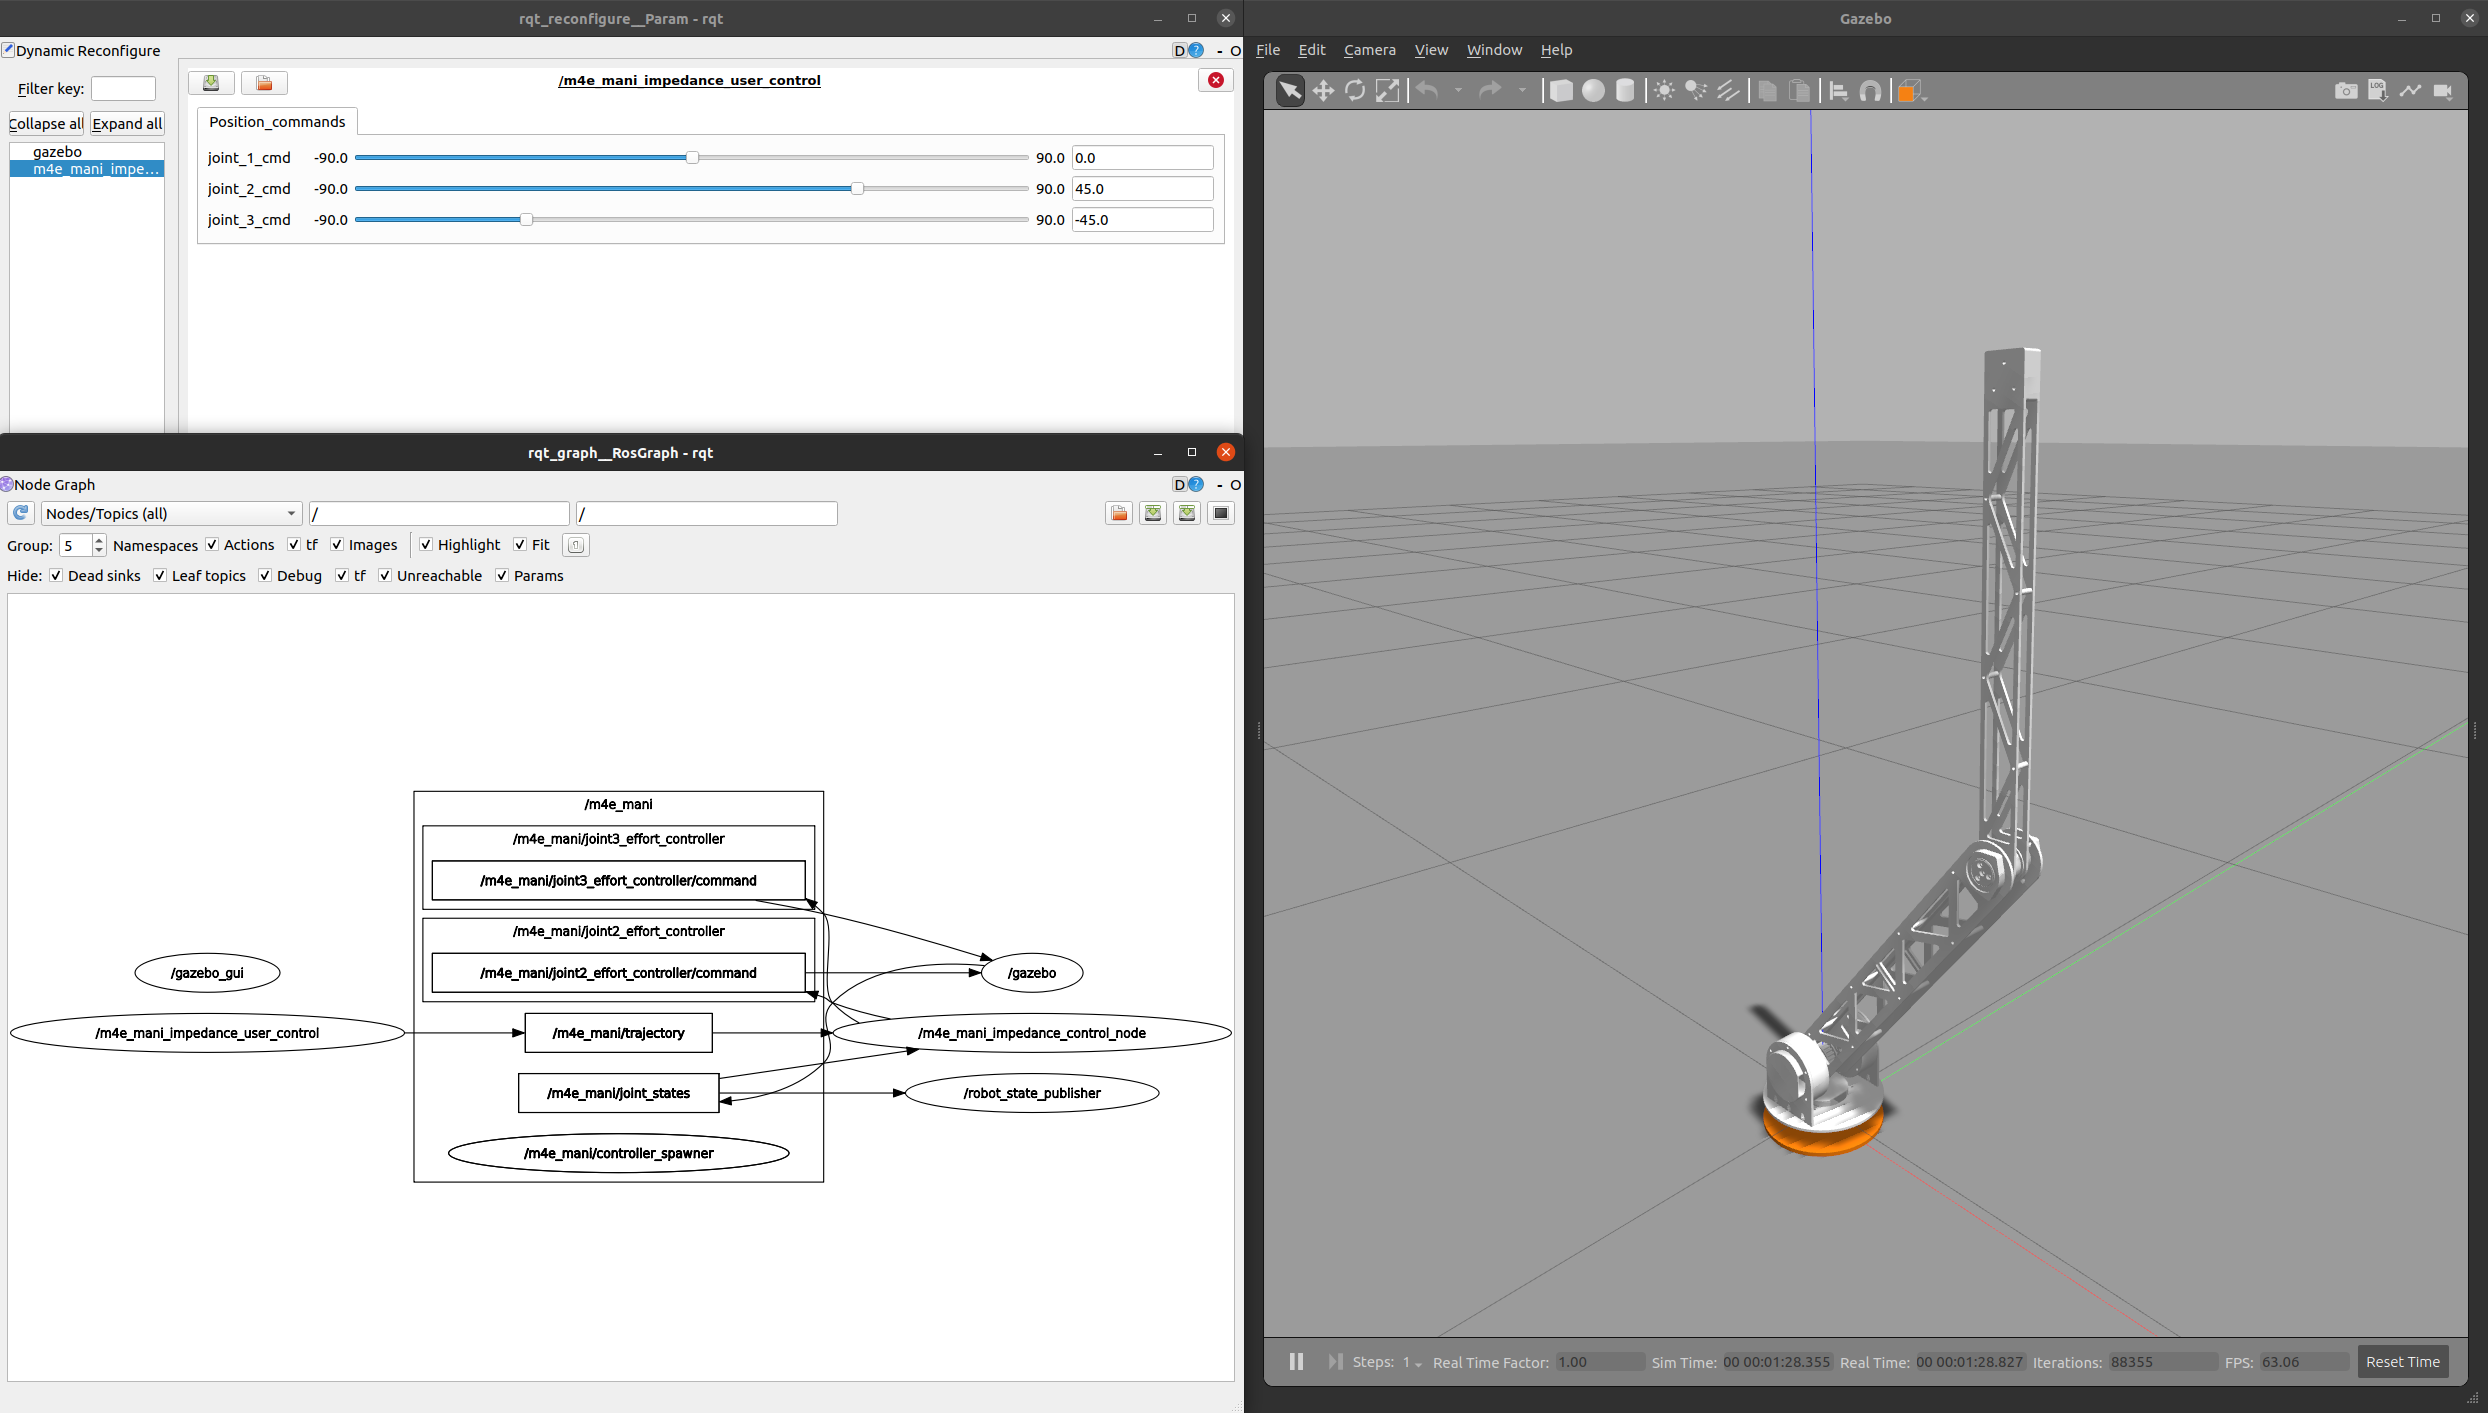 rqt_reconfigure__Param - rqt
Dynamic Reconfigure
D ? - O
Filter key:
Collapse all Expand all
gazebo
m4e_mani_impe...
/m4e_mani_impedance_user_control
Position_commands
joint_1_cmd -90.0 90.0 0.0
joint_2_cmd -90.0 90.0 45.0
joint_3_cmd -90.0 90.0 -45.0
rqt_graph__RosGraph - rqt
Node Graph
D ? - O
Nodes/Topics (all) / /
Group: 5 Namespaces Actions tf Images Highlight Fit
Hide: Dead sinks Leaf topics Debug tf Unreachable Params
/m4e_mani
/m4e_mani/joint3_effort_controller
/m4e_mani/joint3_effort_controller/command
/m4e_mani/joint2_effort_controller
/m4e_mani/joint2_effort_controller/command
/gazebo_gui
/gazebo
/m4e_mani_impedance_user_control
/m4e_mani/trajectory
/m4e_mani_impedance_control_node
/m4e_mani/joint_states
/robot_state_publisher
/m4e_mani/controller_spawner
Gazebo
File Edit Camera View Window Help
LOG
Steps: 1 Real Time Factor: 1.00 Sim Time: 00 00:01:28.355 Real Time: 00 00:01:28.827 Iterations: 88355 FPS: 63.06 Reset Time